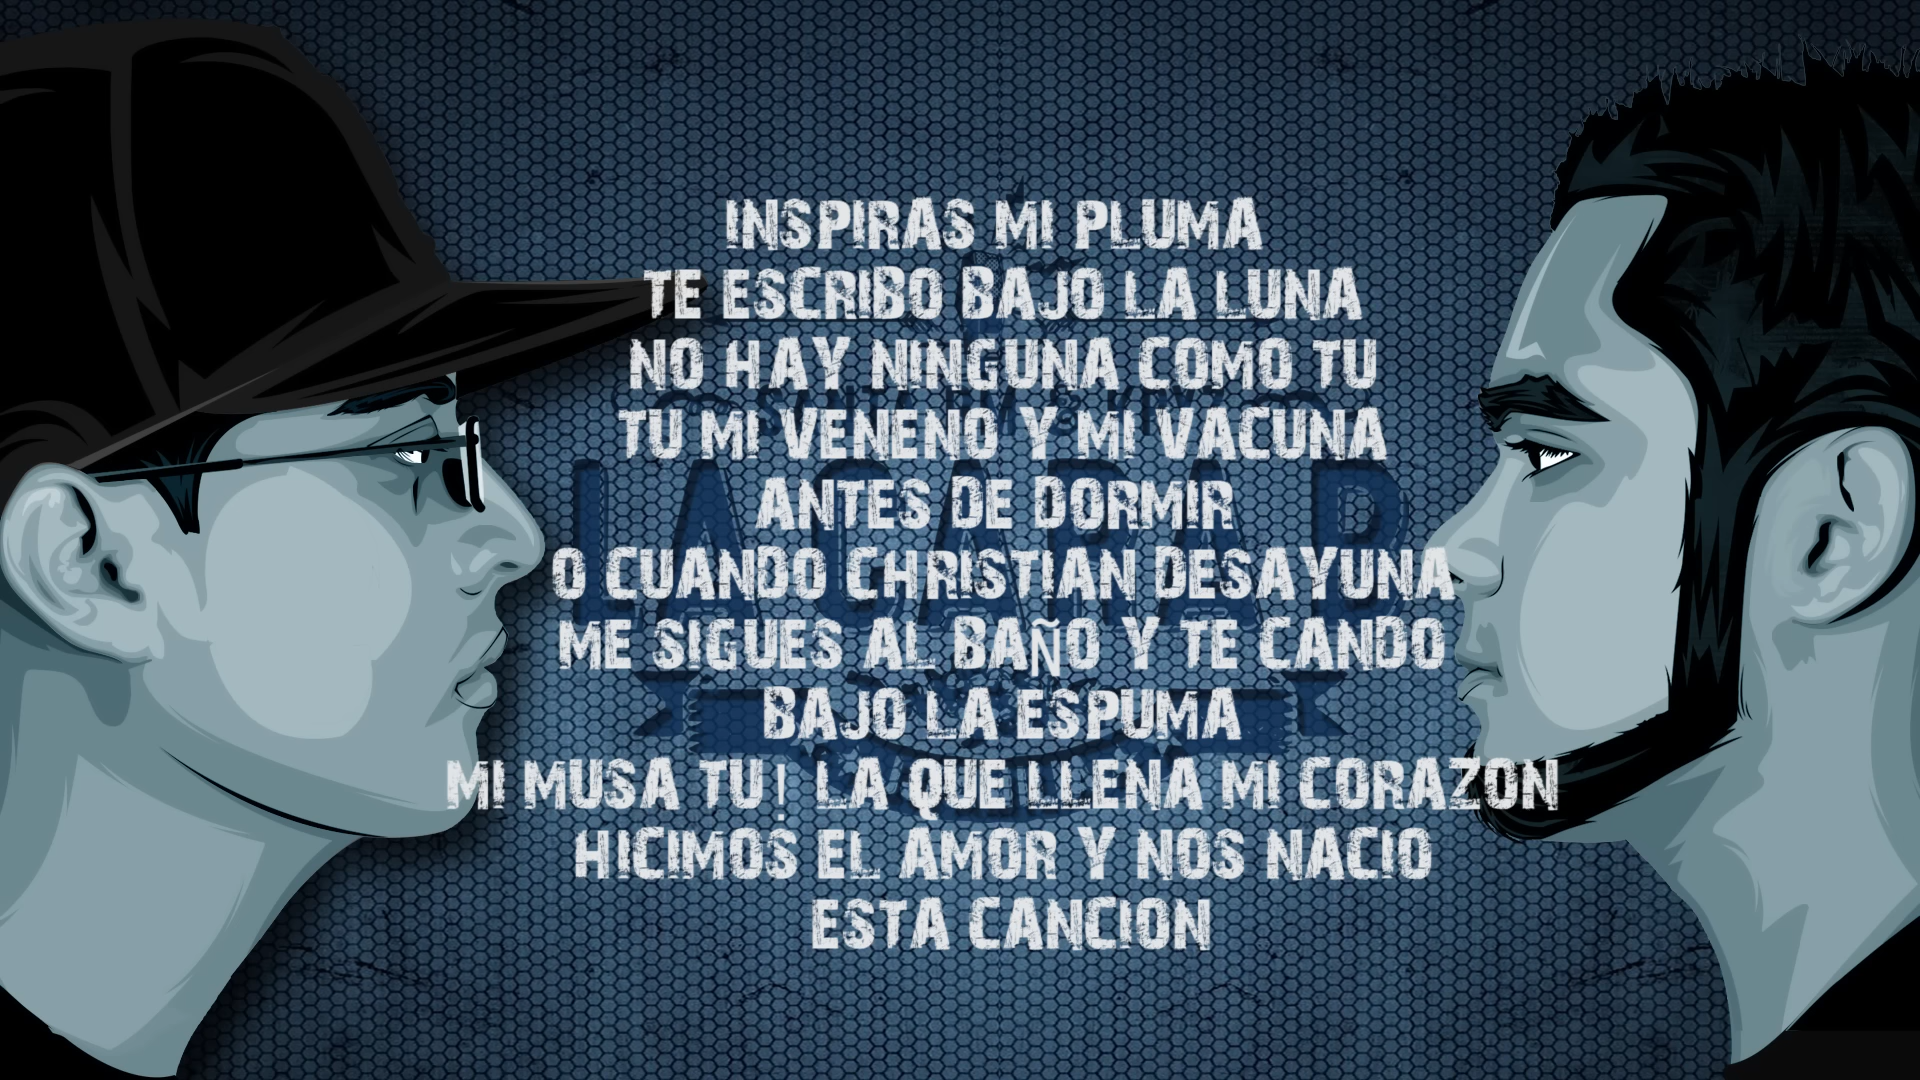 INSPIRAS MI PLUMA
TE ESCRIBO BAJO LA LUNA
NO HAY NINGUNA COMO TU
TU MI VENENO Y MI VACUNA
ANTES DE DORMIR
O CUANDO CHRISTIAN DESAYUNA
ME SIGUES AL BAÑO Y TE CANDO
BAJO LA ESPUMA
MI MUSA TU! LA QUE LLENA MI CORAZON
HICIMOS EL AMOR Y NOS NACIO
ESTA CANCION
LA CARA B